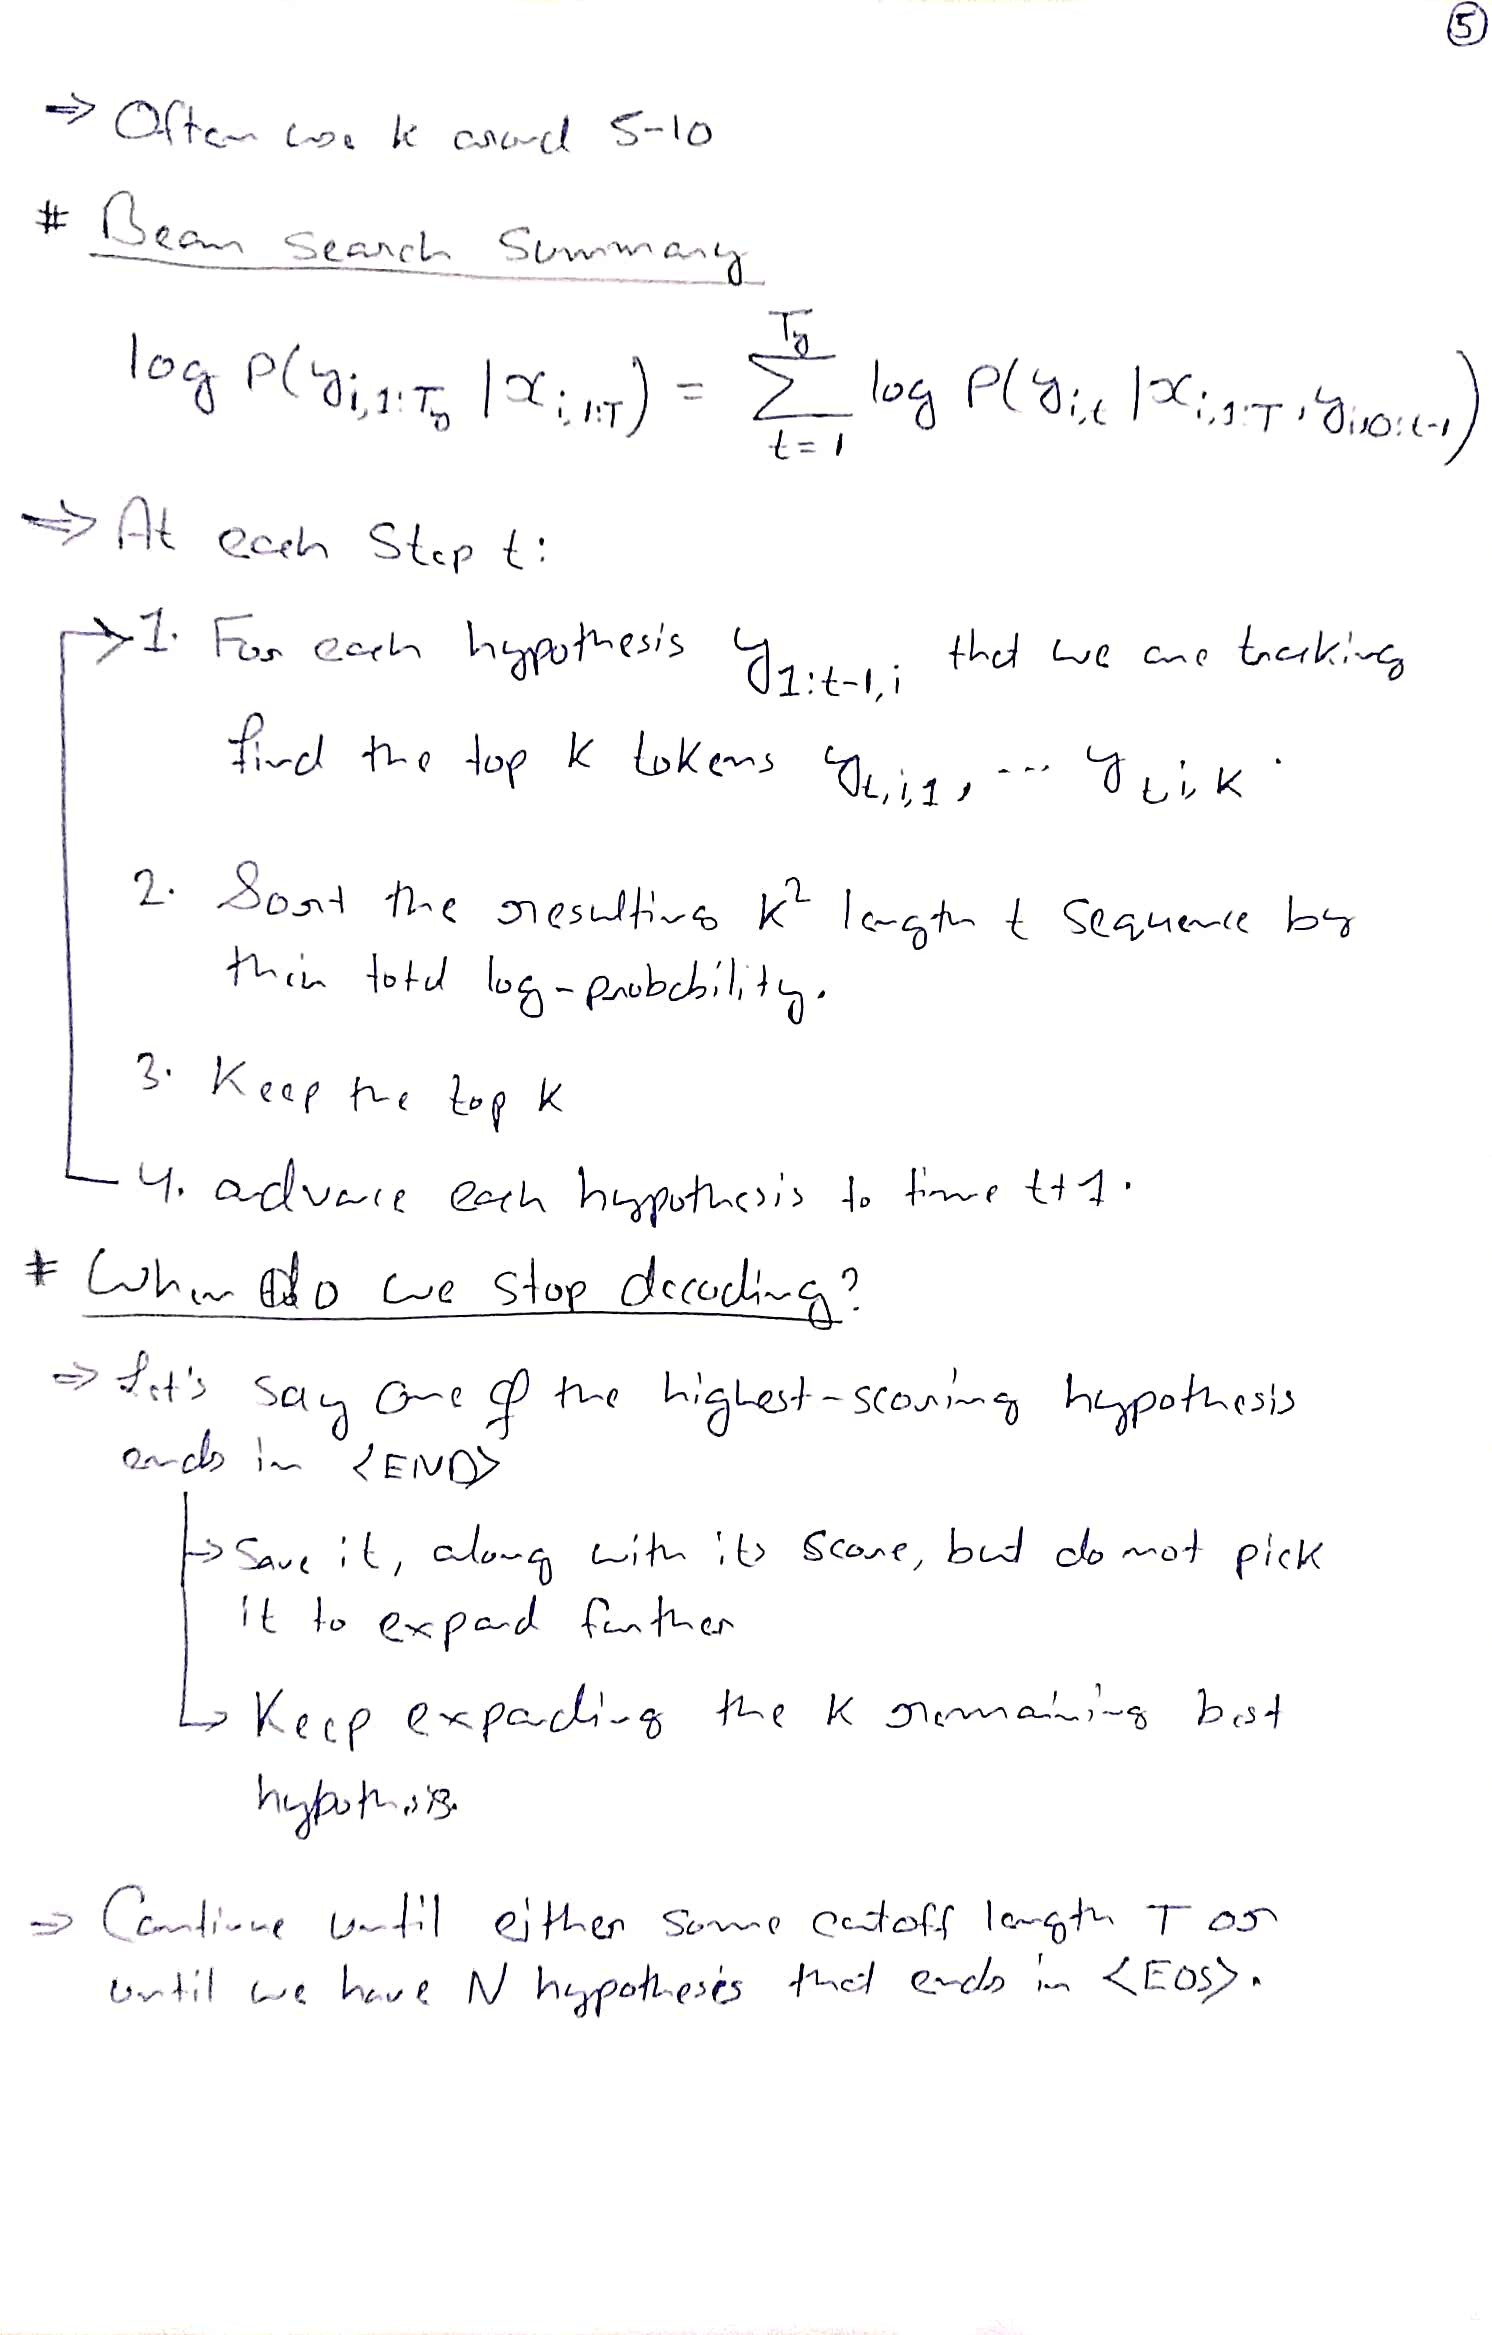 5
⇒ Often use k around 5-10
# Beam Search Summary
log P(y_{i,1:T_y} | x_{i,1:T}) = \sum_{t=1}^{T_y} log P(y_{i,t} | x_{i,1:T}, y_{i,0:t-1})
⇒ At each Step t:
1. For each hypothesis y_{1:t-1,i} that we are tracking
find the top k tokens y_{t,i,1}, ... y_{t,i,k}.
2. Sort the resulting k² length t sequence by
their total log-probability.
3. Keep the top k
4. advance each hypothesis to time t+1.
# When do we stop decoding?
⇒ Let's say one of the highest-scoring hypothesis
ends in <END>
→ Save it, along with its score, but do not pick
it to expand further
→ Keep expanding the k remaining best
hypothesis.
⇒ Continue until either some cutoff length T or
until we have N hypothesis that ends in <EOS>.